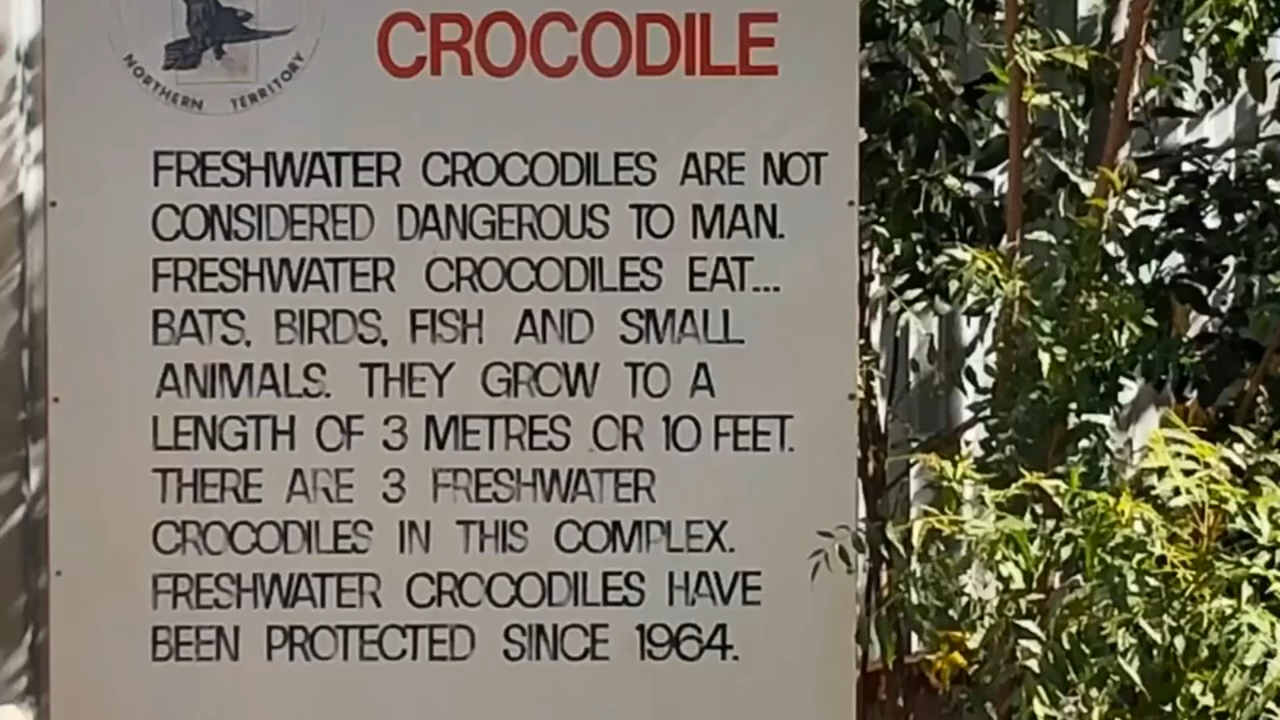 CROCODILE
NORTHERN TERRITORY
FRESHWATER CROCODILES ARE NOT
CONSIDERED DANGEROUS TO MAN.
FRESHWATER CROCODILES EAT...
BATS, BIRDS, FISH AND SMALL
ANIMALS. THEY GROW TO A
LENGTH OF 3 METRES OR 10 FEET.
THERE ARE 3 FRESHWATER
CROCODILES IN THIS COMPLEX.
FRESHWATER CROCODILES HAVE
BEEN PROTECTED SINCE 1964.